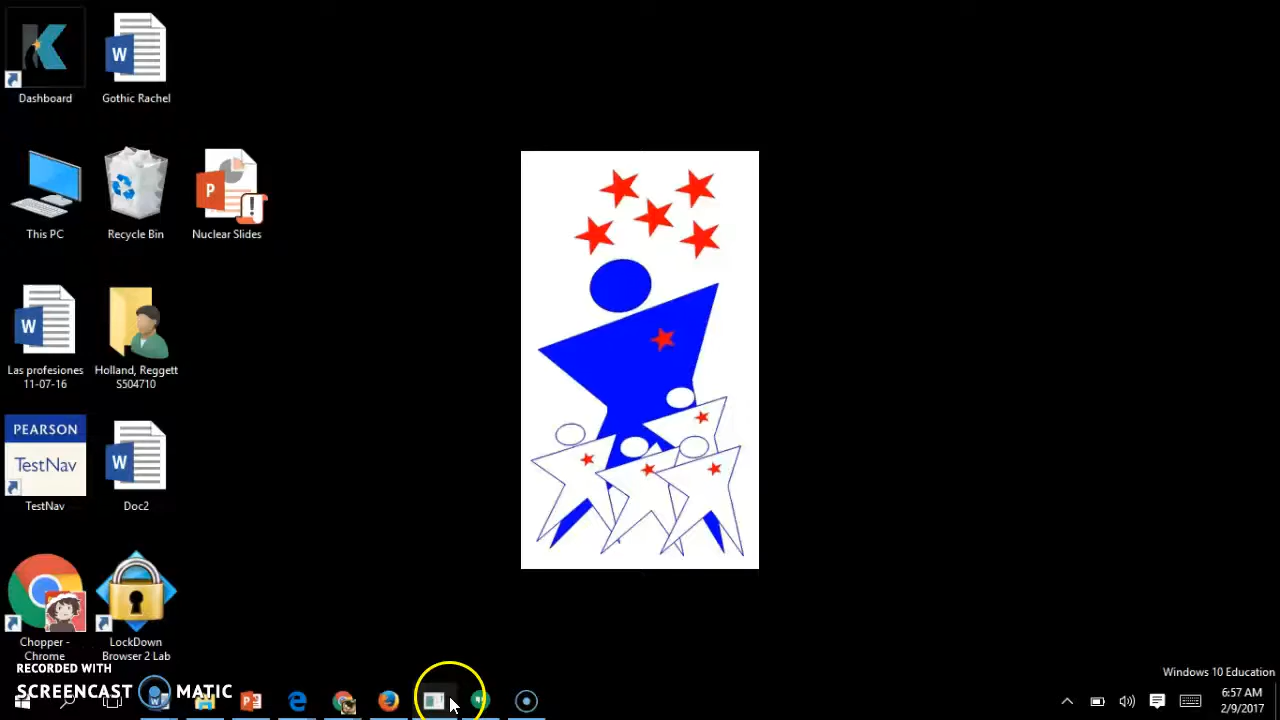 Dashboard
Gothic Rachel
This PC
Recycle Bin
Nuclear Slides
Las profesiones
11-07-16
Holland, Reggett
S504710
PEARSON
TestNav
TestNav
Doc2
Chopper -
Chrome
LockDown
Browser 2 Lab
RECORDED WITH
SCREENCAST MATIC
Windows 10 Education
6:57 AM
2/9/2017